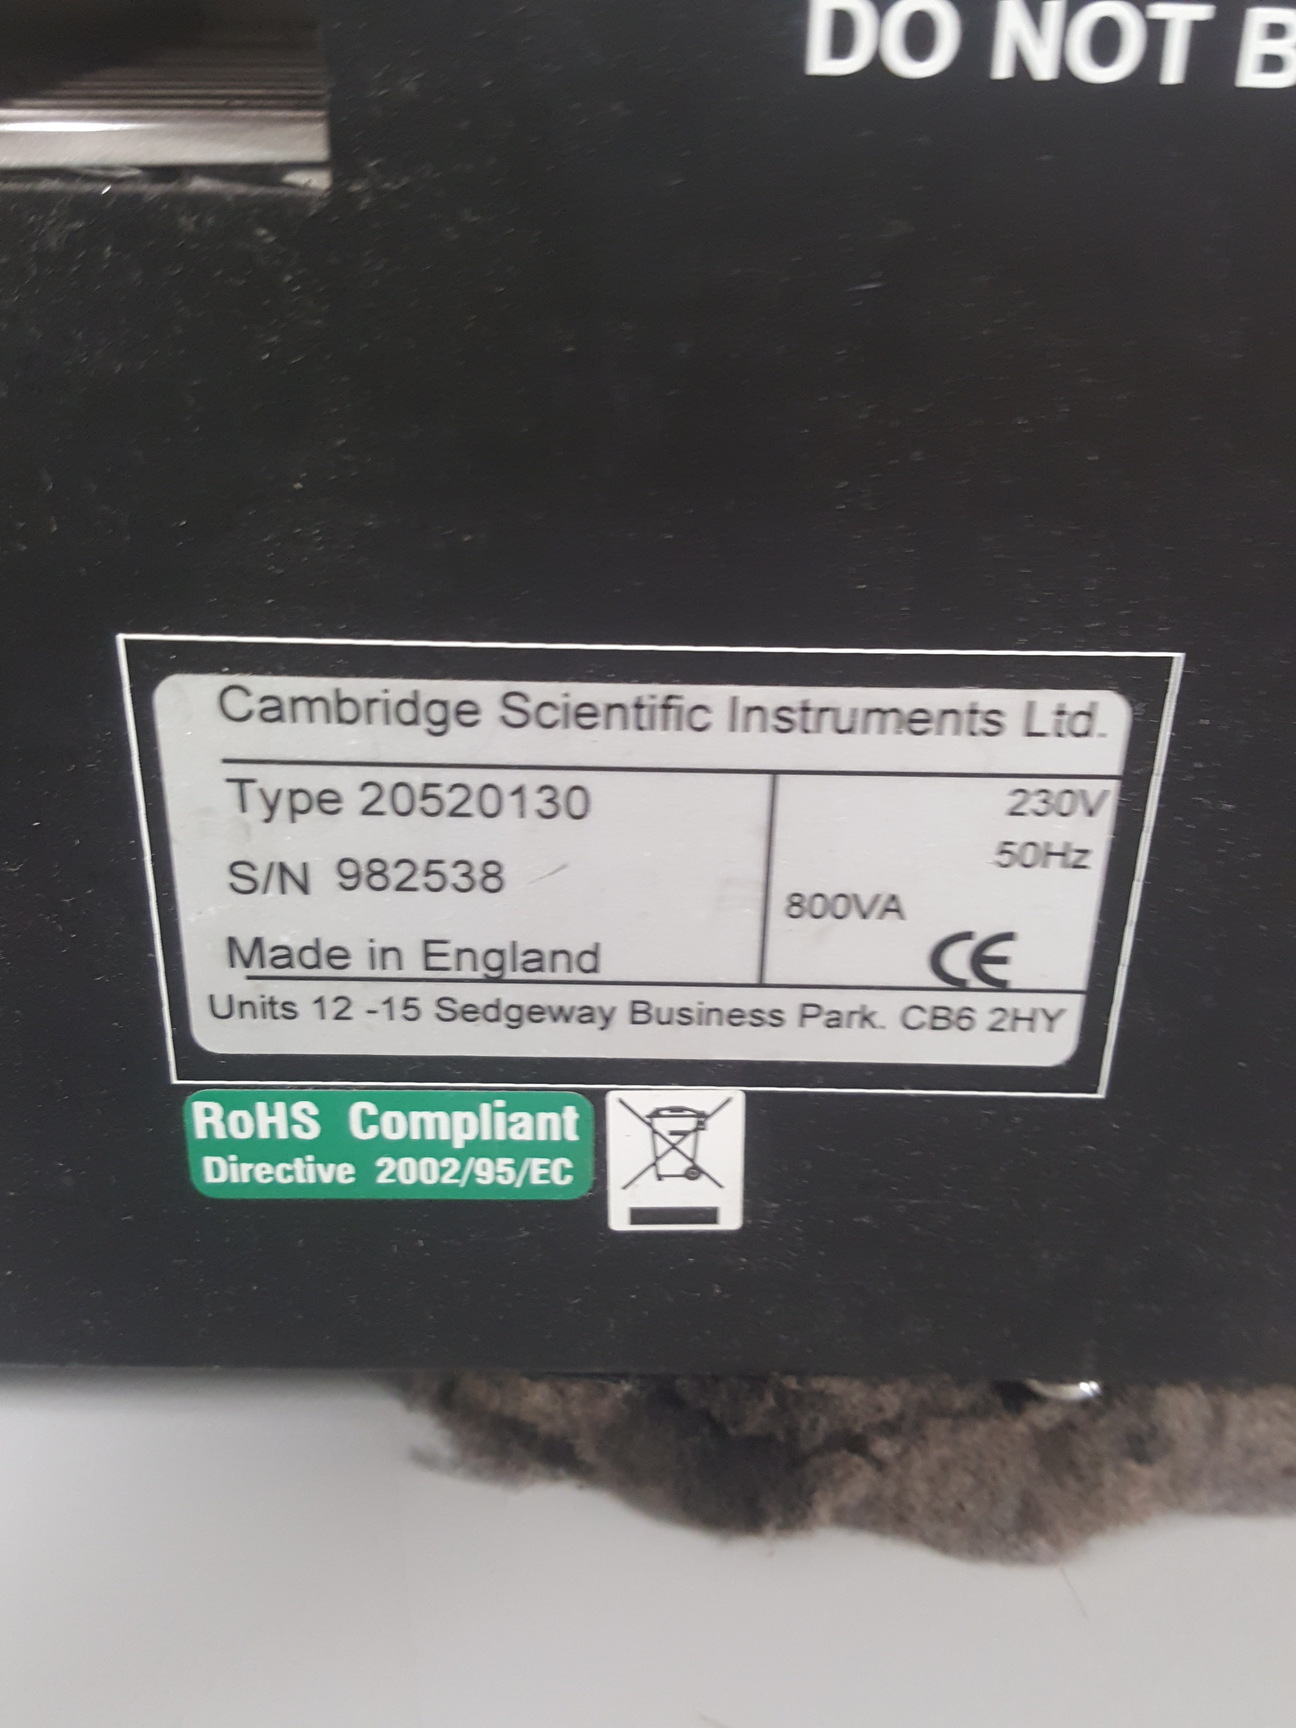 DO NOT B
Cambridge Scientific Instruments Ltd.
Type 20520130
230V
50Hz
S/N 982538
800VA
Made in England
CE
Units 12 -15 Sedgeway Business Park. CB6 2HY
RoHS Compliant
Directive 2002/95/EC